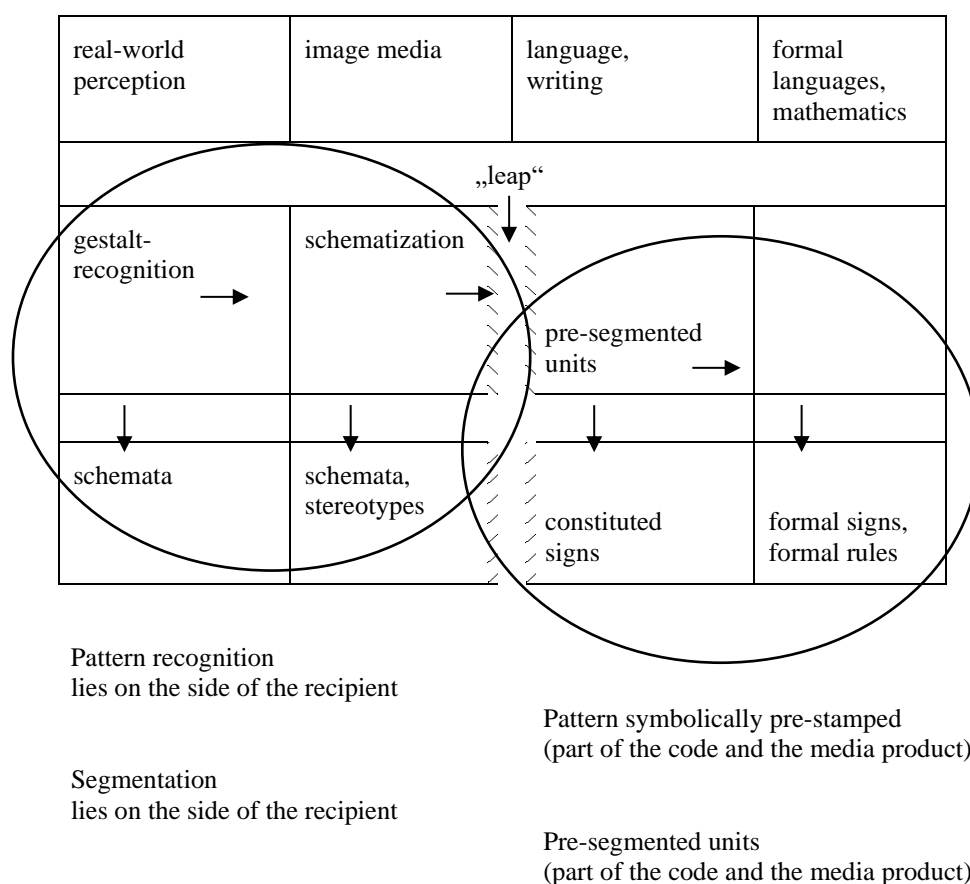 real-world
perception
image media
language,
writing
formal
languages,
mathematics
„leap“
gestalt-
recognition
schematization
pre-segmented
units
schemata
schemata,
stereotypes
constituted
signs
formal signs,
formal rules
Pattern recognition
lies on the side of the recipient
Pattern symbolically pre-stamped
(part of the code and the media product)
Segmentation
lies on the side of the recipient
Pre-segmented units
(part of the code and the media product)